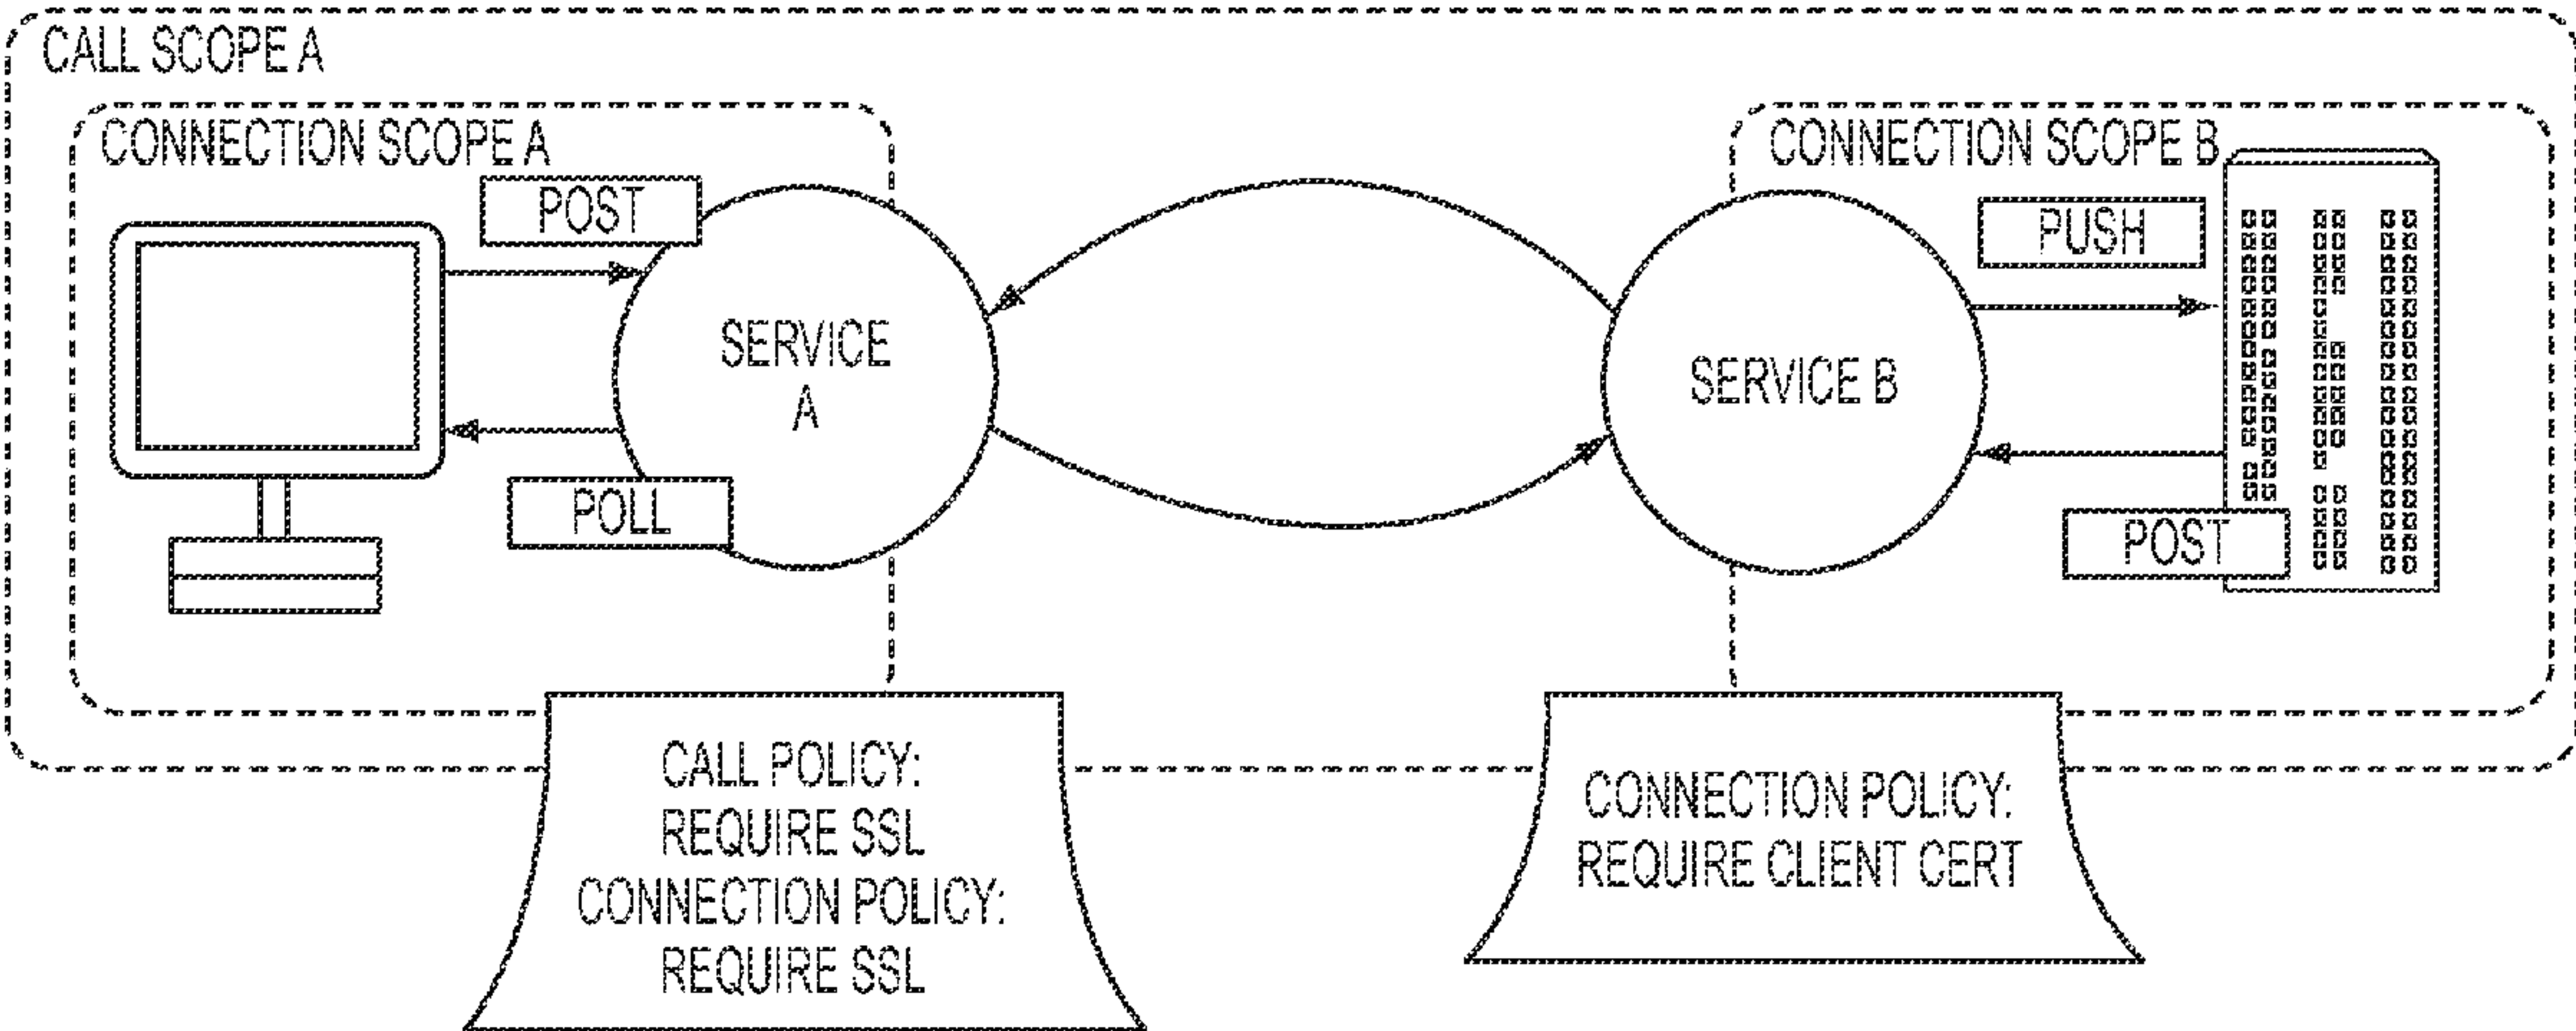 CALL SCOPE A
CONNECTION SCOPE A
CONNECTION SCOPE B
POST
PUSH
SERVICE
A
SERVICE B
POLL
POST
CALL POLICY:
REQUIRE SSL
CONNECTION POLICY:
REQUIRE SSL
CONNECTION POLICY:
REQUIRE CLIENT CERT